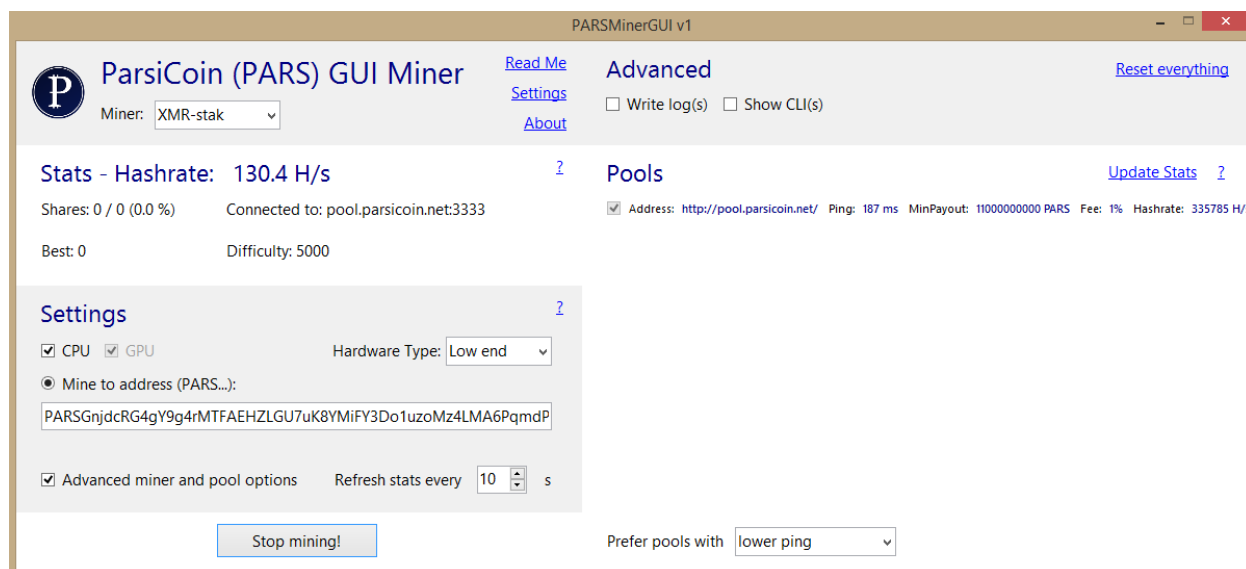 PARSMinerGUI v1
P
ParsiCoin (PARS) GUI Miner
Miner: XMR-stak
Read Me
Settings
About
Advanced
Reset everything
Write log(s) Show CLI(s)
Stats - Hashrate: 130.4 H/s ?
Shares: 0 / 0 (0.0 %) Connected to: pool.parsicoin.net:3333
Best: 0 Difficulty: 5000
Pools Update Stats ?
Address: http://pool.parsicoin.net/ Ping: 187 ms MinPayout: 11000000000 PARS Fee: 1% Hashrate: 335785 H/
Settings ?
CPU GPU Hardware Type: Low end
Mine to address (PARS...):
PARSGnjdcRG4gY9g4rMTFAEHZLGU7uK8YMiFY3Do1uzoMz4LMA6PqmdP
Advanced miner and pool options Refresh stats every 10 s
Stop mining!
Prefer pools with lower ping